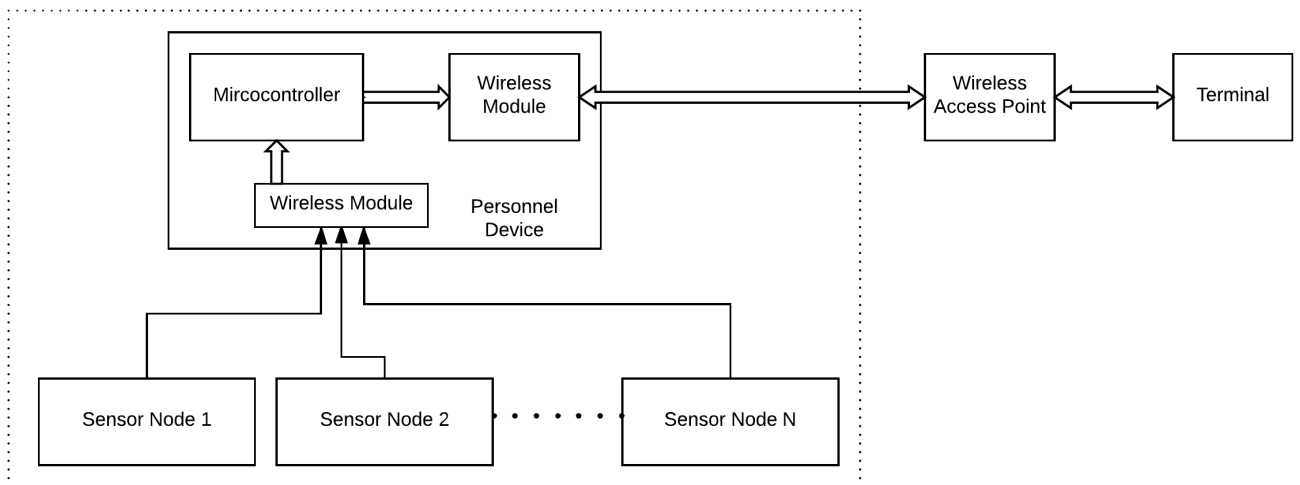 Mircocontroller
Wireless
Module
Wireless
Access Point
Terminal
Wireless Module
Personnel
Device
Sensor Node 1
Sensor Node 2
Sensor Node N